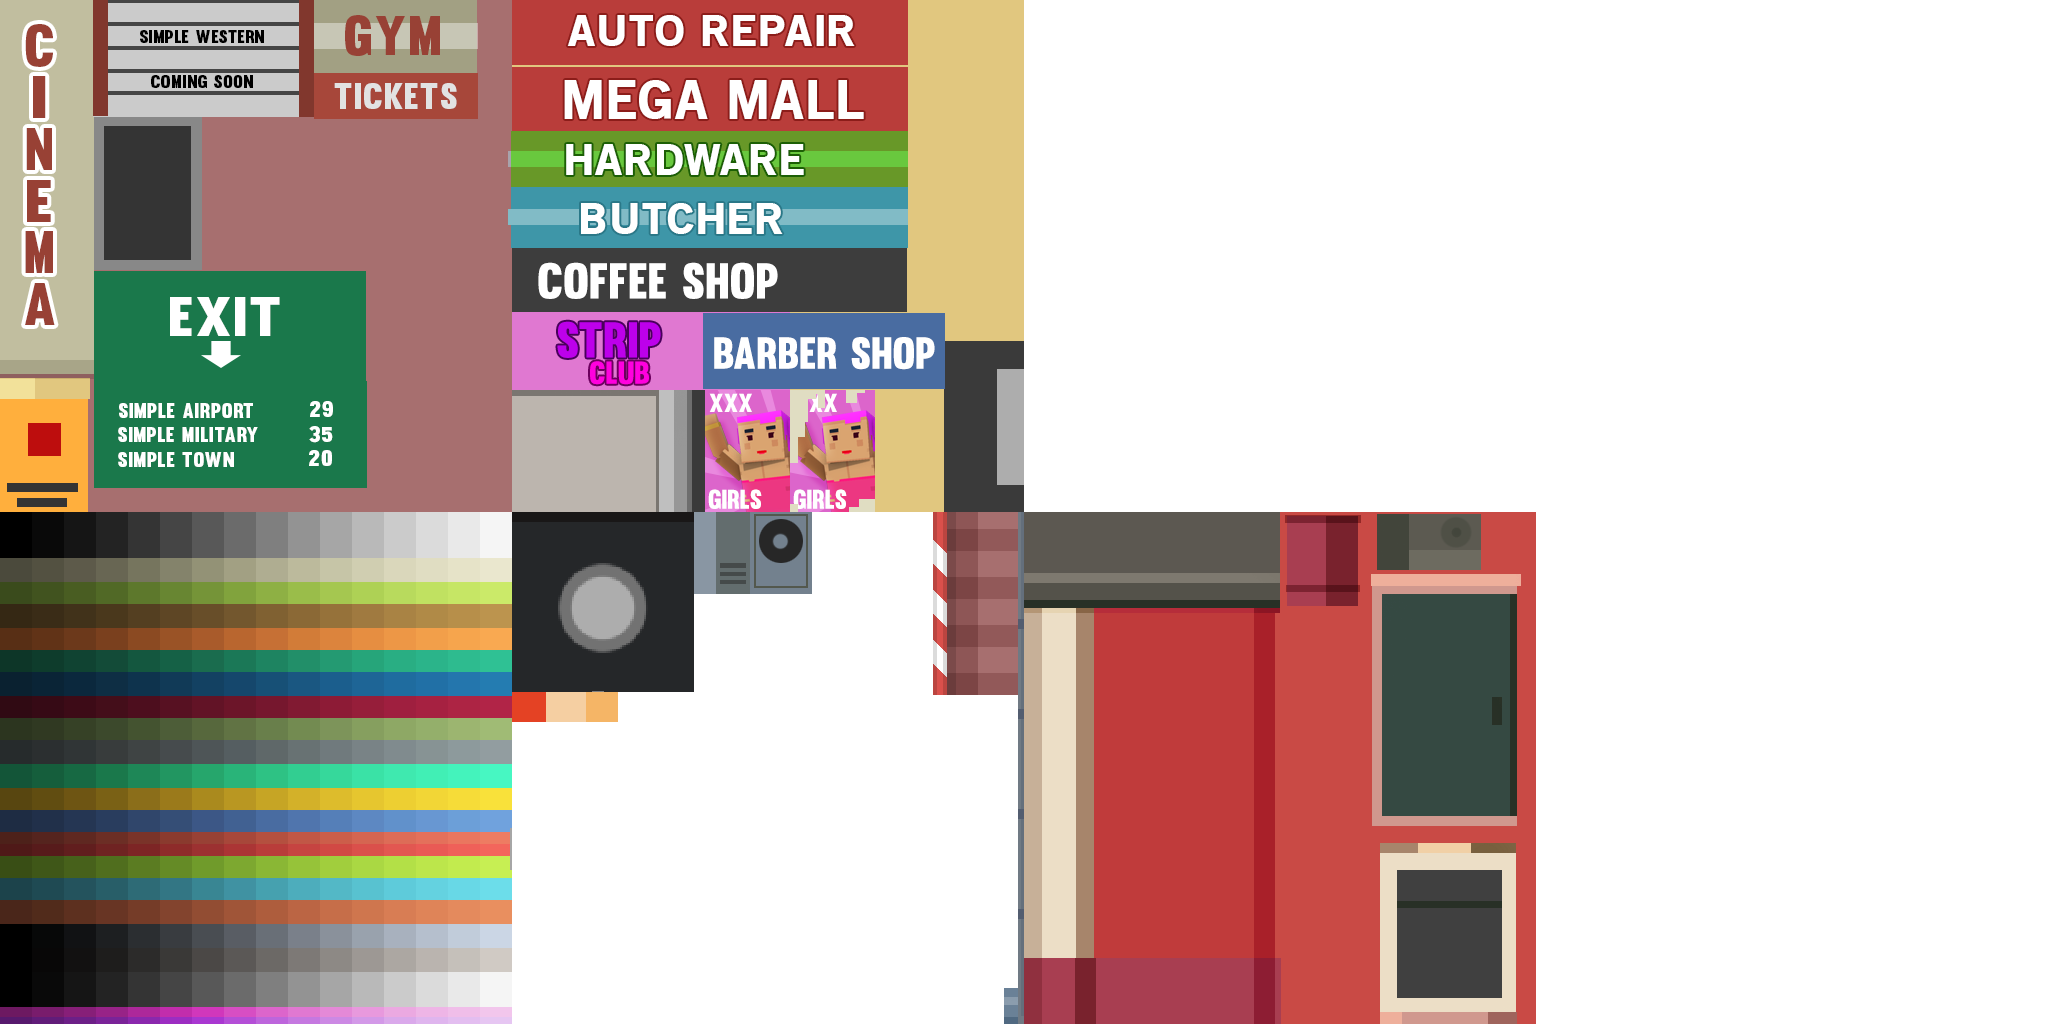 CINEMA
SIMPLE WESTERN
COMING SOON
GYM
TICKETS
EXIT
SIMPLE AIRPORT 29
SIMPLE MILITARY 35
SIMPLE TOWN 20
AUTO REPAIR
MEGA MALL
HARDWARE
BUTCHER
COFFEE SHOP
STRIP
CLUB
BARBER SHOP
XXX
GIRLS
XX
GIRLS